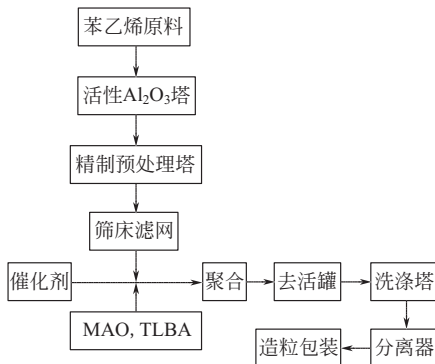 苯乙烯原料
活性Al₂O₃塔
精制预处理塔
筛床滤网
催化剂
聚合
去活罐
洗涤塔
MAO, TLBA
造粒包装
分离器